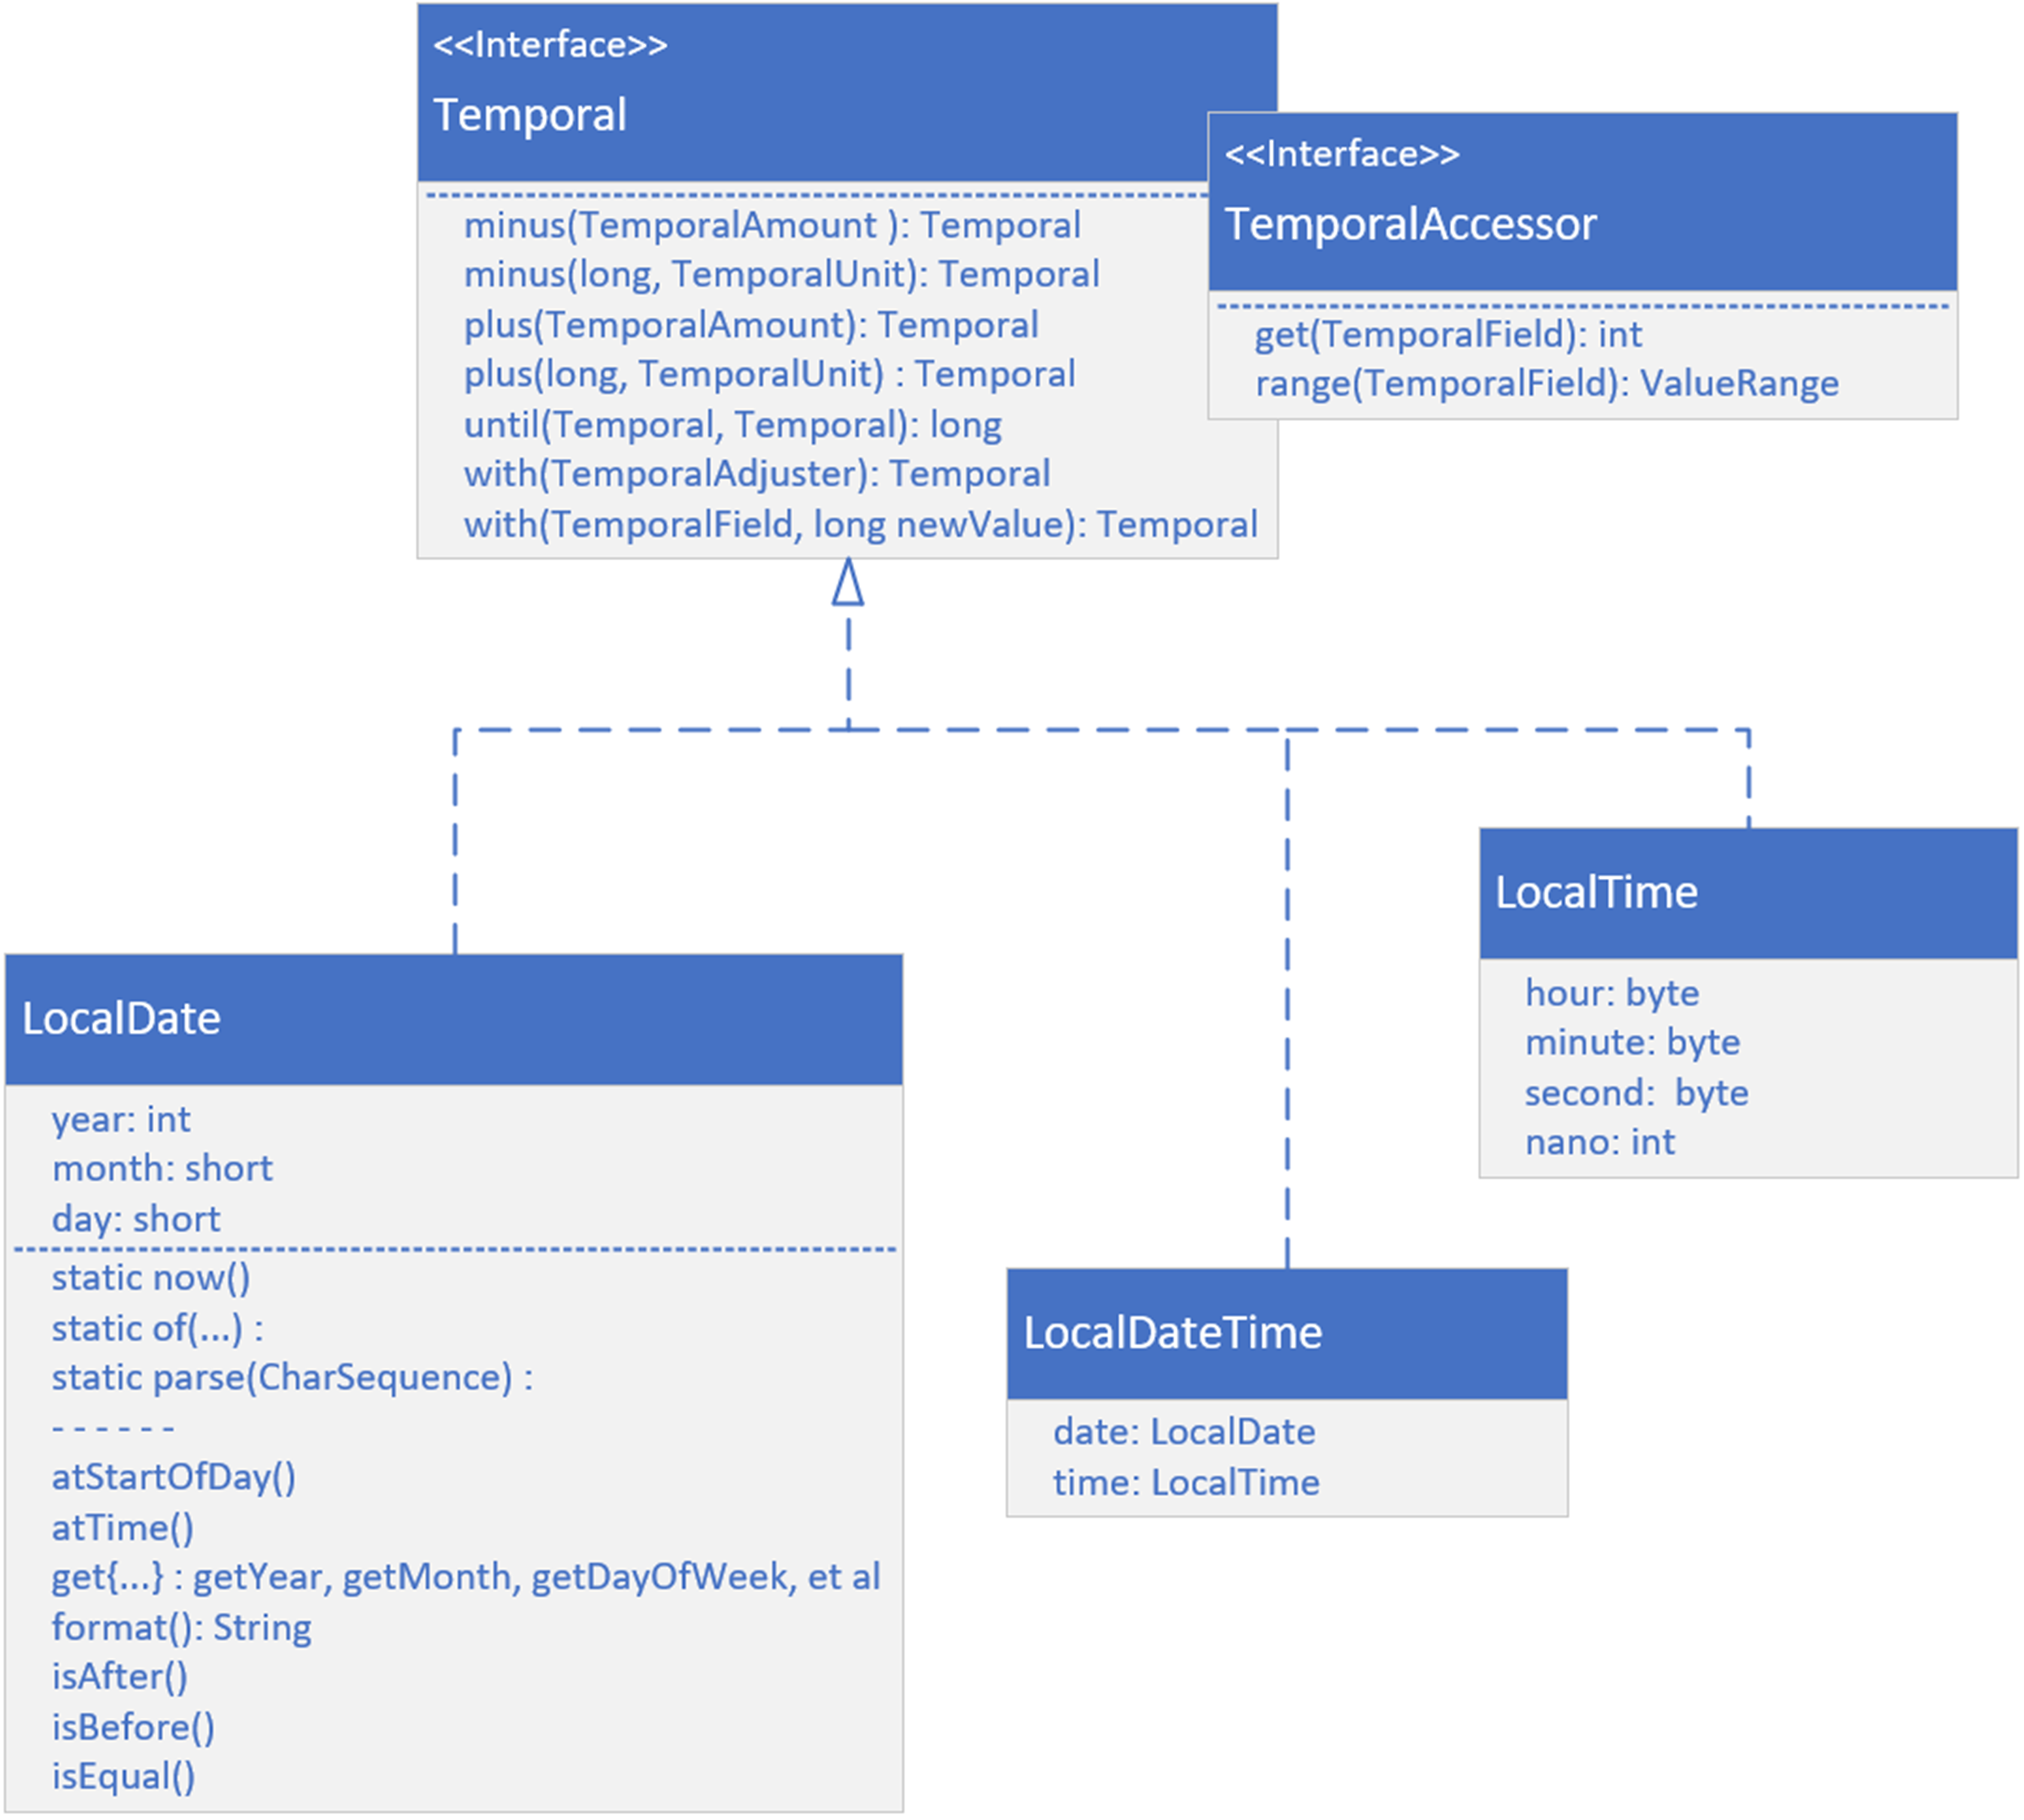 <<Interface>>
Temporal
minus(TemporalAmount ): Temporal
minus(long, TemporalUnit): Temporal
plus(TemporalAmount): Temporal
plus(long, TemporalUnit) : Temporal
until(Temporal, Temporal): long
with(TemporalAdjuster): Temporal
with(TemporalField, long newValue): Temporal
<<Interface>>
TemporalAccessor
get(TemporalField): int
range(TemporalField): ValueRange
LocalDate
year: int
month: short
day: short
static now()
static of(...) :
static parse(CharSequence) :
- - - - - -
atStartOfDay()
atTime()
get{...} : getYear, getMonth, getDayOfWeek, et al
format(): String
isAfter()
isBefore()
isEqual()
LocalDateTime
date: LocalDate
time: LocalTime
LocalTime
hour: byte
minute: byte
second:  byte
nano: int